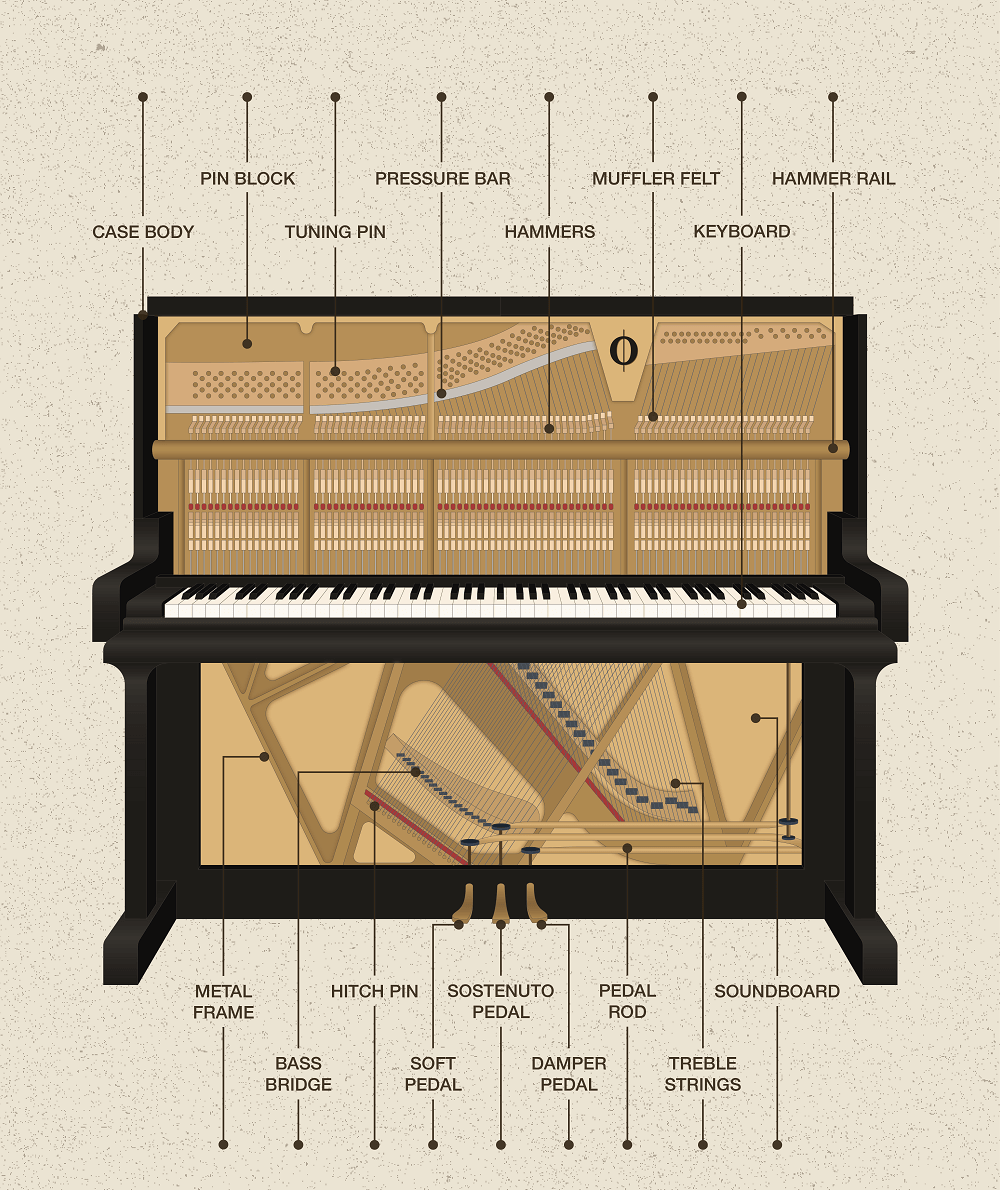 PIN BLOCK
PRESSURE BAR
MUFFLER FELT
HAMMER RAIL
CASE BODY
TUNING PIN
HAMMERS
KEYBOARD
O
METAL
FRAME
HITCH PIN
SOSTENUTO
PEDAL
PEDAL
ROD
SOUNDBOARD
BASS
BRIDGE
SOFT
PEDAL
DAMPER
PEDAL
TREBLE
STRINGS